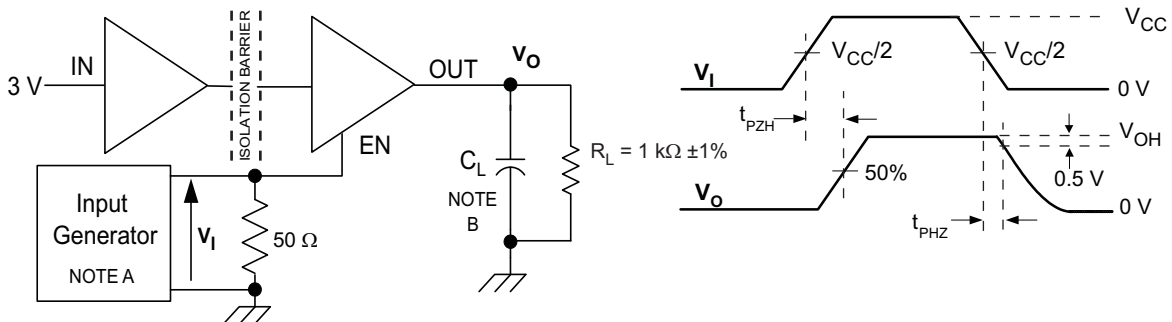 3 V
IN
ISOLATION BARRIER
OUT
VO
EN
CL
NOTE
B
RL = 1 kΩ ±1%
Input
Generator
NOTE A
VI
50 Ω
VCC
VCC/2
VCC/2
VI
0 V
tPZH
VOH
50%
0.5 V
VO
0 V
tPHZ